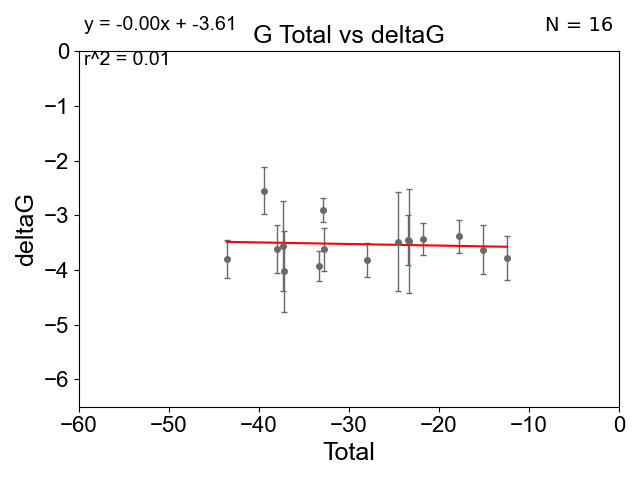 y = -0.00x + -3.61
N = 16
G Total vs deltaG
r^2 = 0.01
0
−1
−2
−3
−4
−5
−6
deltaG
−60
−50
−40
−30
−20
−10
0
Total